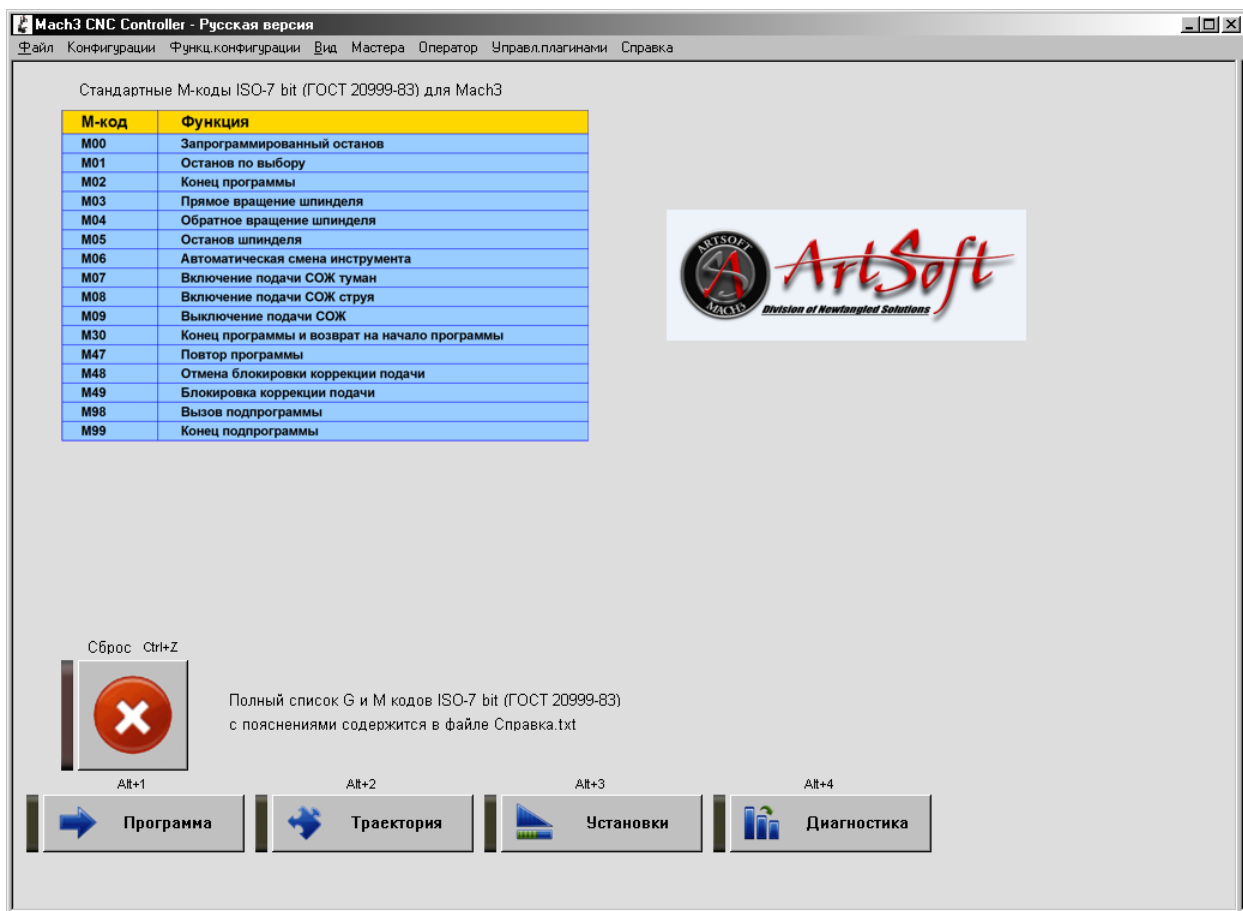 Mach3 CNC Controller - Русская версия
Файл Конфигурации Функц.конфигурации Вид Мастера Оператор Управл.плагинами Справка
Стандартные М-коды ISO-7 bit (ГОСТ 20999-83) для Mach3
М-код Функция
M00 Запрограммированный останов
M01 Останов по выбору
M02 Конец программы
M03 Прямое вращение шпинделя
M04 Обратное вращение шпинделя
M05 Останов шпинделя
M06 Автоматическая смена инструмента
M07 Включение подачи СОЖ туман
M08 Включение подачи СОЖ струя
M09 Выключение подачи СОЖ
M30 Конец программы и возврат на начало программы
M47 Повтор программы
M48 Отмена блокировки коррекции подачи
M49 Блокировка коррекции подачи
M98 Вызов подпрограммы
M99 Конец подпрограммы
ARTSOFT
MACH3
ArtSoft
Division of Newfangled Solutions
Сброс Ctrl+Z
Полный список G и M кодов ISO-7 bit (ГОСТ 20999-83)
с пояснениями содержится в файле Справка.txt
Alt+1 Alt+2 Alt+3 Alt+4
Программа Траектория Установки Диагностика